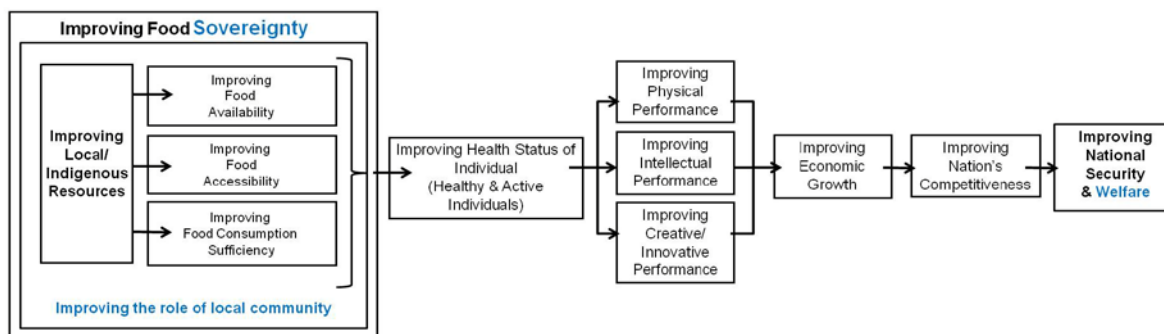 Improving Food Sovereignty
Improving
Local/
Indigenous
Resources
Improving
Food
Availability
Improving
Food
Accessibility
Improving
Food Consumption
Sufficiency
Improving the role of local community
Improving Health Status of
Individual
(Healthy & Active
Individuals)
Improving
Physical
Performance
Improving
Intellectual
Performance
Improving
Creative/
Innovative
Performance
Improving
Economic
Growth
Improving
Nation's
Competitiveness
Improving
National
Security
& Welfare